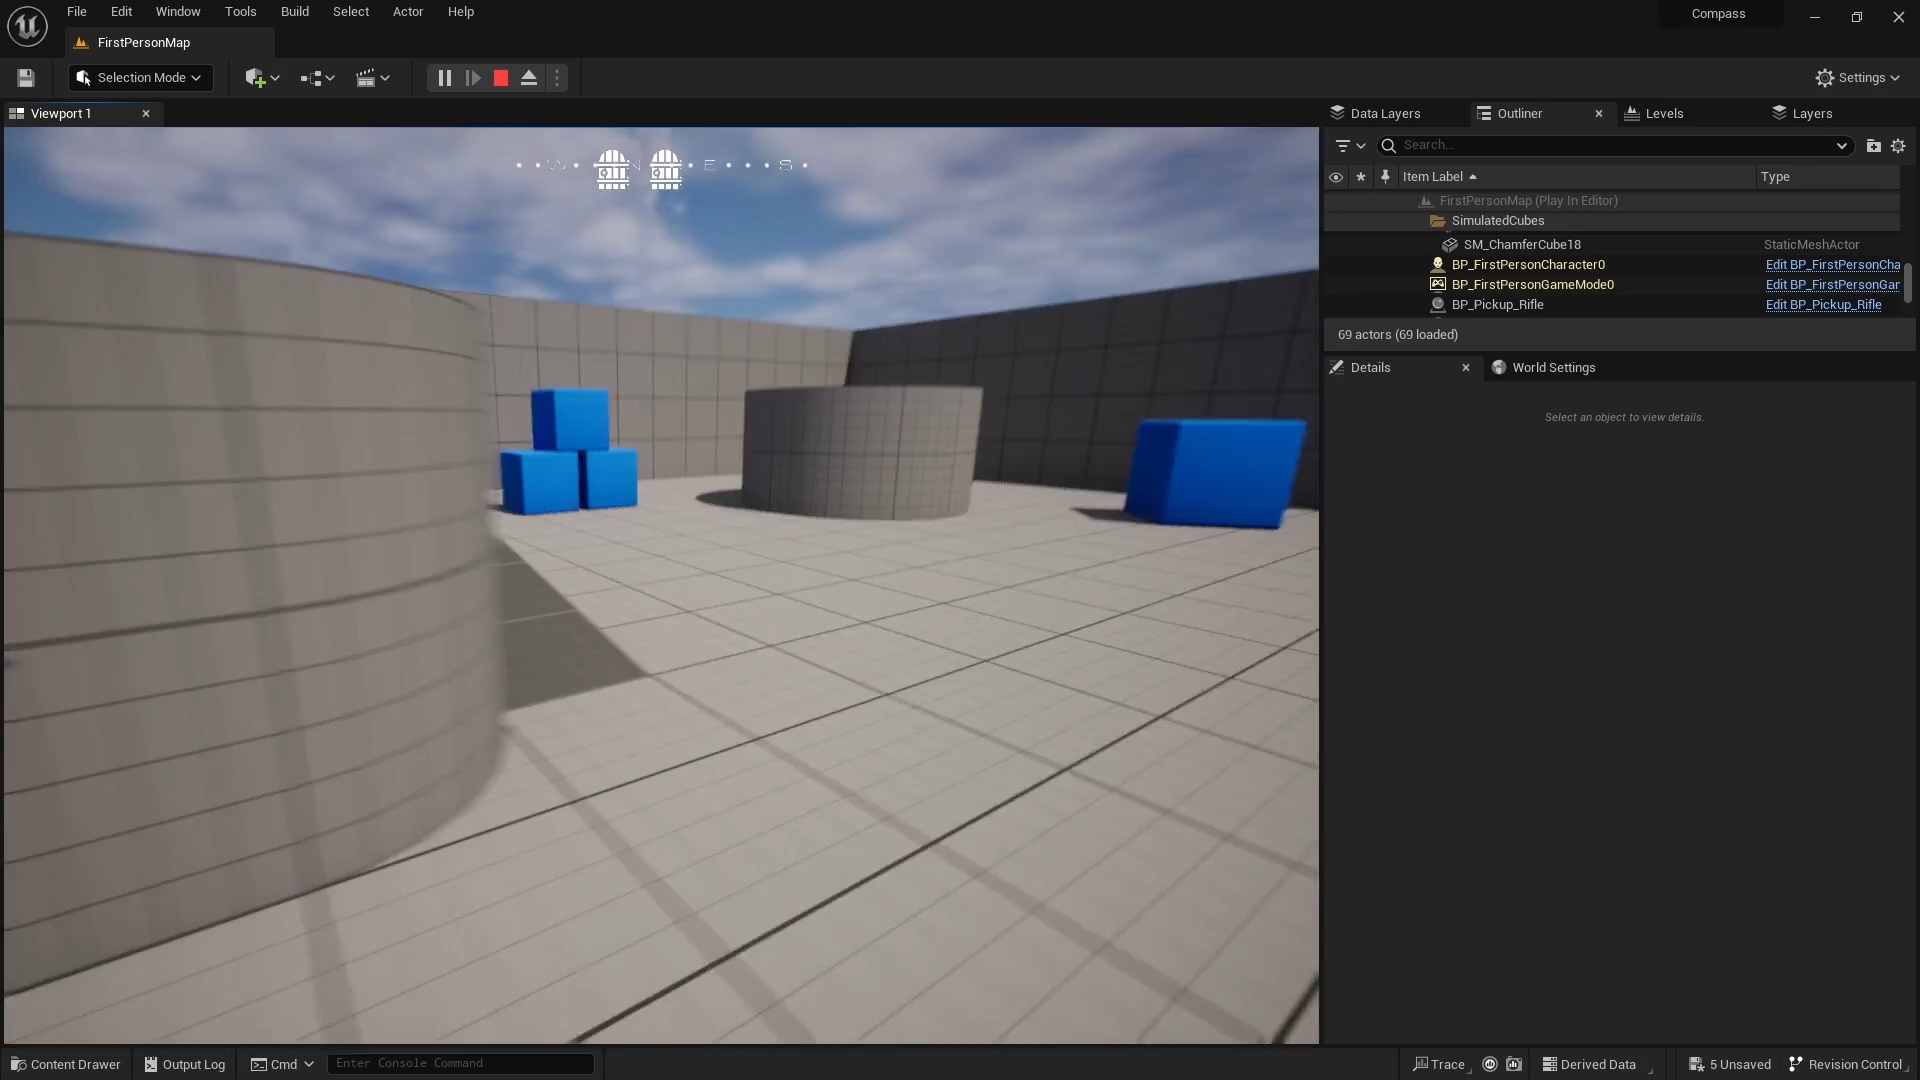 File Edit Window Tools Build Select Actor Help
Compass
FirstPersonMap
Selection Mode
Settings
Viewport 1
Data Layers
Outliner
Levels
Layers
W N E S
Search...
Item Label
Type
FirstPersonMap (Play In Editor)
SimulatedCubes
SM_ChamferCube18 StaticMeshActor
BP_FirstPersonCharacter0 Edit BP_FirstPersonCha
BP_FirstPersonGameMode0 Edit BP_FirstPersonGar
BP_Pickup_Rifle Edit BP_Pickup_Rifle
69 actors (69 loaded)
Details
World Settings
Select an object to view details.
Content Drawer
Output Log
Cmd
Enter Console Command
Trace
Derived Data
5 Unsaved
Revision Control